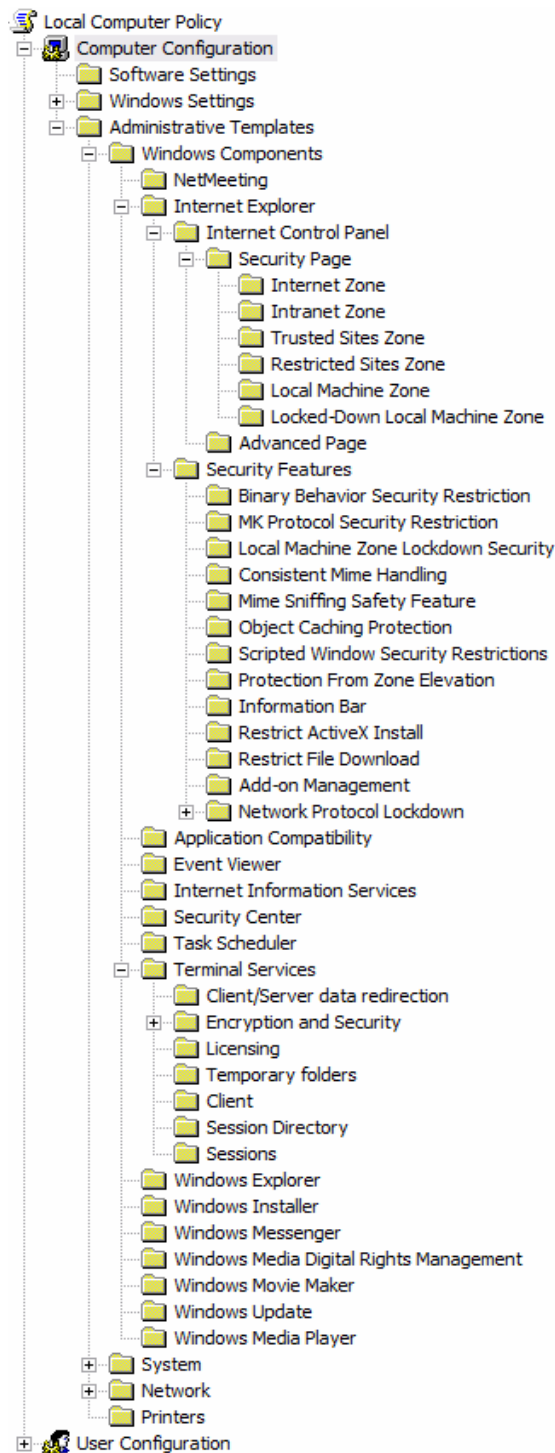 Local Computer Policy
Computer Configuration
Software Settings
Windows Settings
Administrative Templates
Windows Components
NetMeeting
Internet Explorer
Internet Control Panel
Security Page
Internet Zone
Intranet Zone
Trusted Sites Zone
Restricted Sites Zone
Local Machine Zone
Locked-Down Local Machine Zone
Advanced Page
Security Features
Binary Behavior Security Restriction
MK Protocol Security Restriction
Local Machine Zone Lockdown Security
Consistent Mime Handling
Mime Sniffing Safety Feature
Object Caching Protection
Scripted Window Security Restrictions
Protection From Zone Elevation
Information Bar
Restrict ActiveX Install
Restrict File Download
Add-on Management
Network Protocol Lockdown
Application Compatibility
Event Viewer
Internet Information Services
Security Center
Task Scheduler
Terminal Services
Client/Server data redirection
Encryption and Security
Licensing
Temporary folders
Client
Session Directory
Sessions
Windows Explorer
Windows Installer
Windows Messenger
Windows Media Digital Rights Management
Windows Movie Maker
Windows Update
Windows Media Player
System
Network
Printers
User Configuration